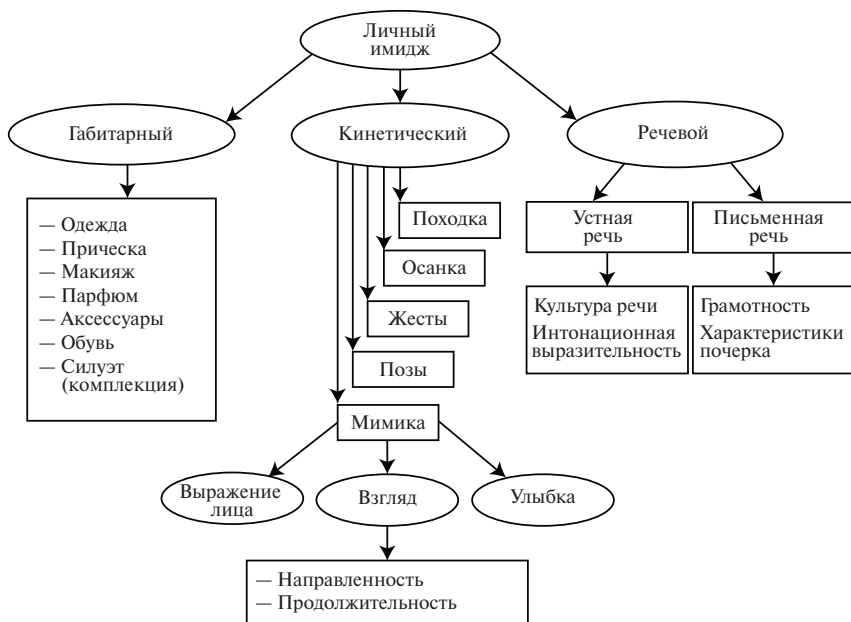 Личный
имидж
Габитарный
Кинетический
Речевой
— Одежда
— Прическа
— Макияж
— Парфюм
— Аксессуары
— Обувь
— Силуэт
(комплекция)
Походка
Осанка
Жесты
Позы
Мимика
Выражение
лица
Взгляд
Улыбка
— Направленность
— Продолжительность
Устная
речь
Письменная
речь
Культура речи
Интонационная
выразительность
Грамотность
Характеристики
почерка